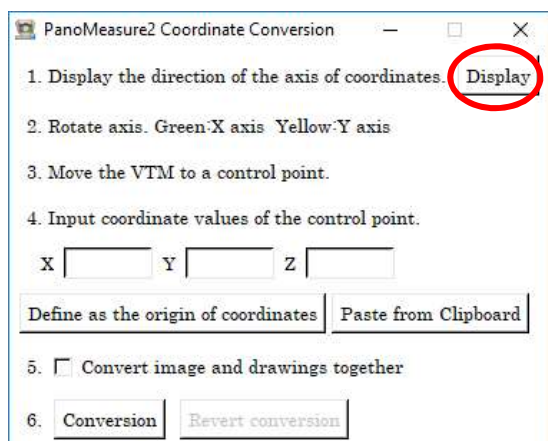 PanoMeasure2 Coordinate Conversion
1. Display the direction of the axis of coordinates. Display
2. Rotate axis. Green:X axis Yellow:Y axis
3. Move the VTM to a control point.
4. Input coordinate values of the control point.
X Y Z
Define as the origin of coordinates Paste from Clipboard
5. Convert image and drawings together
6. Conversion Revert conversion